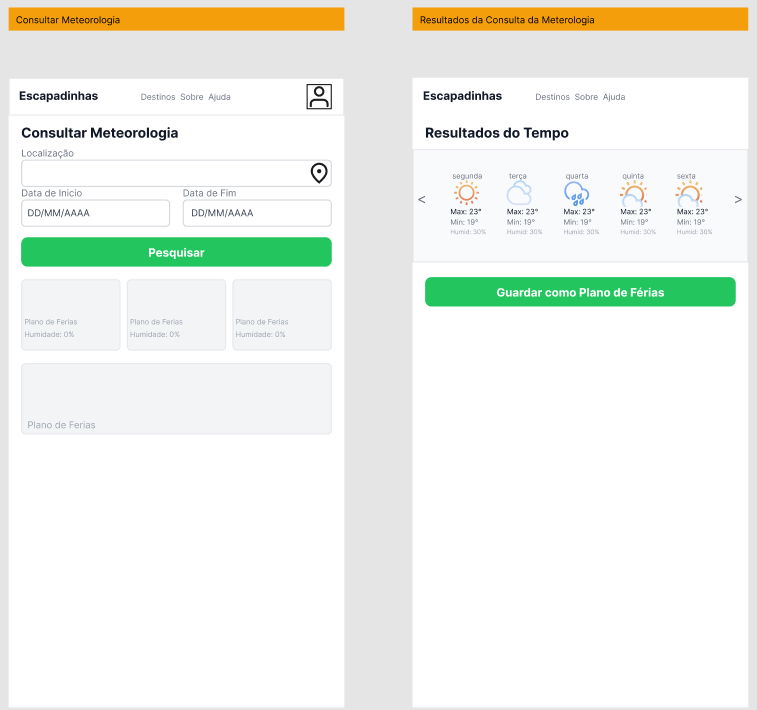 Consultar Meteorologia
Escapadinhas
Destinos Sobre Ajuda
Consultar Meteorologia
Localização
Data de Inicio Data de Fim
DD/MM/AAAA DD/MM/AAAA
Pesquisar
Plano de Ferias Plano de Ferias Plano de Ferias
Humidade: 0% Humidade: 0% Humidade: 0%
Plano de Ferias
Resultados da Consulta da Meterologia
Escapadinhas
Destinos Sobre Ajuda
Resultados do Tempo
segunda terça quarta quinta sexta
< >
Max: 23° Max: 23° Max: 23° Max: 23° Max: 23°
Min: 19° Min: 19° Min: 19° Min: 19° Min: 19°
Humid: 30% Humid: 30% Humid: 30% Humid: 30% Humid: 30%
Guardar como Plano de Férias